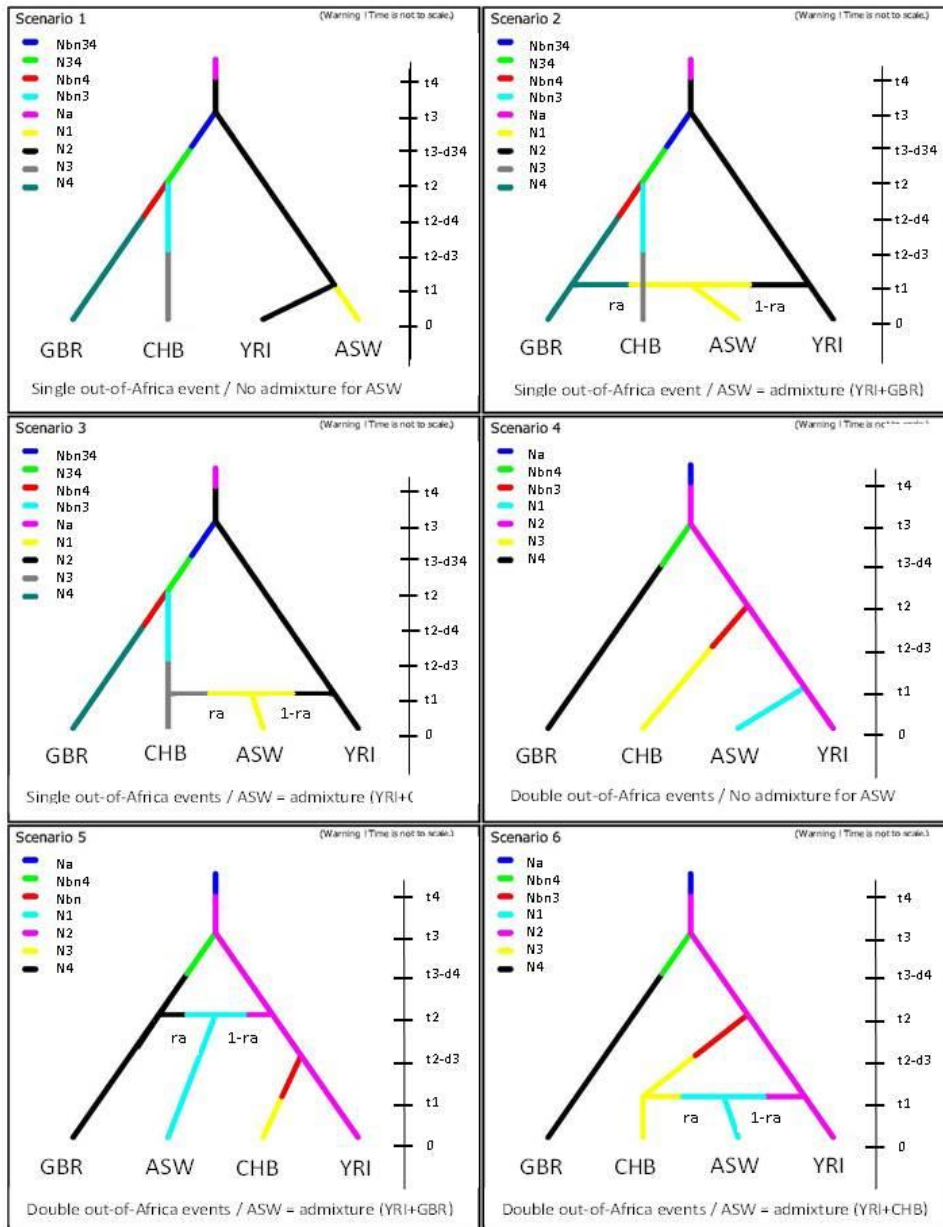 Scenario 1
(Warning ! Time is not to scale.)
Nbn34
N34
Nbn4
Nbn3
Na
N1
N2
N3
N4
t4
t3
t3-d34
t2
t2-d4
t2-d3
t1
0
GBR CHB YRI ASW
Single out-of-Africa event / No admixture for ASW
Scenario 2
(Warning ! Time is not to scale.)
Nbn34
N34
Nbn4
Nbn3
Na
N1
N2
N3
N4
t4
t3
t3-d34
t2
t2-d4
t2-d3
t1
0
ra 1-ra
GBR CHB ASW YRI
Single out-of-Africa event / ASW = admixture (YRI+GBR)
Scenario 3
(Warning ! Time is not to scale.)
Nbn34
N34
Nbn4
Nbn3
Na
N1
N2
N3
N4
t4
t3
t3-d34
t2
t2-d4
t2-d3
t1
0
ra 1-ra
GBR CHB ASW YRI
Single out-of-Africa events / ASW = admixture (YRI+C
Scenario 4
(Warning ! Time is not to scale.)
Na
Nbn4
Nbn3
N1
N2
N3
N4
t4
t3
t3-d4
t2
t2-d3
t1
0
GBR CHB ASW YRI
Double out-of-Africa events / No admixture for ASW
Scenario 5
(Warning ! Time is not to scale.)
Na
Nbn4
Nbn
N1
N2
N3
N4
t4
t3
t3-d4
t2
t2-d3
t1
0
ra 1-ra
GBR ASW CHB YRI
Double out-of-Africa events / ASW = admixture (YRI+GBR)
Scenario 6
(Warning ! Time is not to scale.)
Na
Nbn4
Nbn3
N1
N2
N3
N4
t4
t3
t3-d4
t2
t2-d3
t1
0
ra 1-ra
GBR CHB ASW YRI
Double out-of-Africa events / ASW = admixture (YRI+CHB)